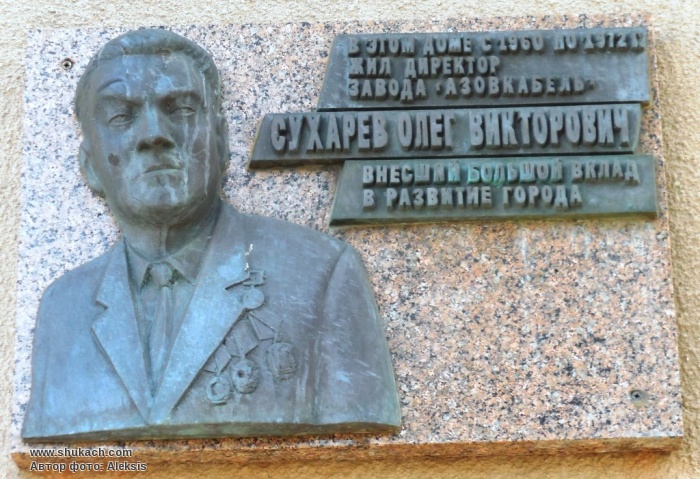 В ЭТОМ ДОМЕ С 1960 ПО 1972 Г.
ЖИЛ ДИРЕКТОР
ЗАВОДА «АЗОВКАБЕЛЬ»
СУХАРЕВ ОЛЕГ ВИКТОРОВИЧ
ВНЕСШИЙ БОЛЬШОЙ ВКЛАД
В РАЗВИТИЕ ГОРОДА
www.shukach.com
Автор фото: Aleksis